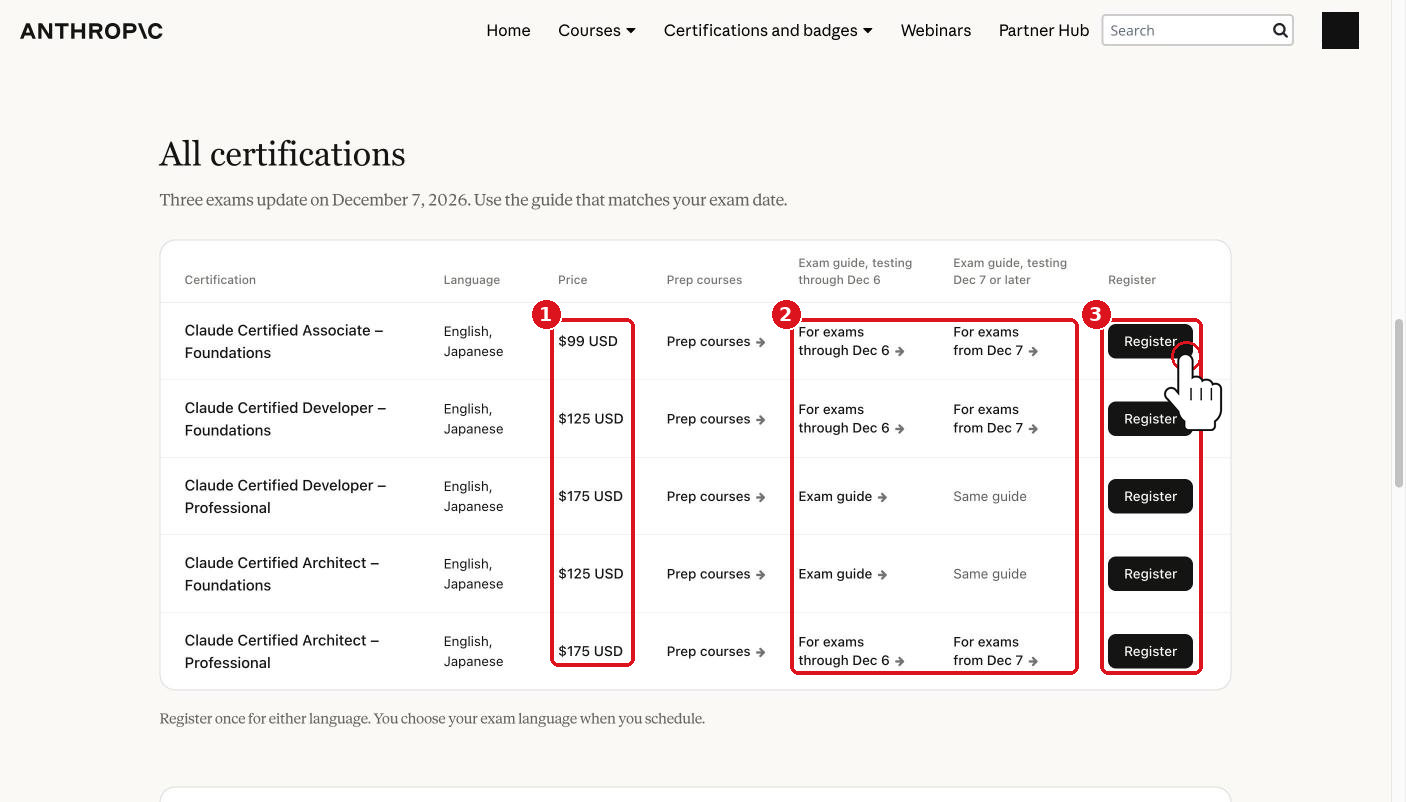 ANTHROP\C
Home Courses Certifications and badges Webinars Partner Hub Search
All certifications
Three exams update on December 7, 2026. Use the guide that matches your exam date.
Certification Language Price Prep courses Exam guide, testing through Dec 6 Exam guide, testing Dec 7 or later Register
1 2 3
Claude Certified Associate – Foundations English, Japanese $99 USD Prep courses → For exams through Dec 6 → For exams from Dec 7 → Register
Claude Certified Developer – Foundations English, Japanese $125 USD Prep courses → For exams through Dec 6 → For exams from Dec 7 → Register
Claude Certified Developer – Professional English, Japanese $175 USD Prep courses → Exam guide → Same guide Register
Claude Certified Architect – Foundations English, Japanese $125 USD Prep courses → Exam guide → Same guide Register
Claude Certified Architect – Professional English, Japanese $175 USD Prep courses → For exams through Dec 6 → For exams from Dec 7 → Register
Register once for either language. You choose your exam language when you schedule.